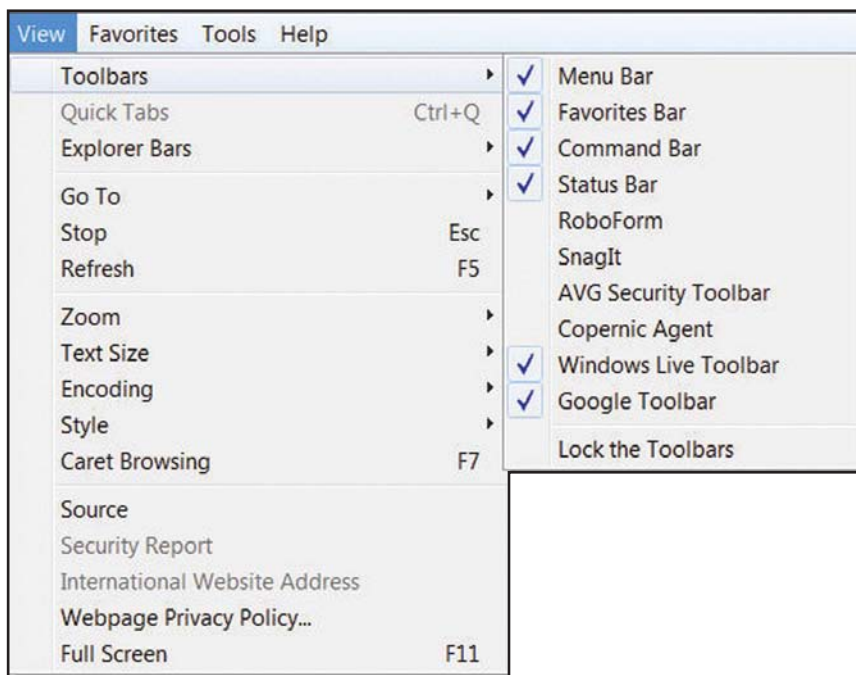 View Favorites Tools Help
Toolbars
Quick Tabs Ctrl+Q
Explorer Bars
Go To
Stop Esc
Refresh F5
Zoom
Text Size
Encoding
Style
Caret Browsing F7
Source
Security Report
International Website Address
Webpage Privacy Policy...
Full Screen F11
Menu Bar
Favorites Bar
Command Bar
Status Bar
RoboForm
SnagIt
AVG Security Toolbar
Copernic Agent
Windows Live Toolbar
Google Toolbar
Lock the Toolbars